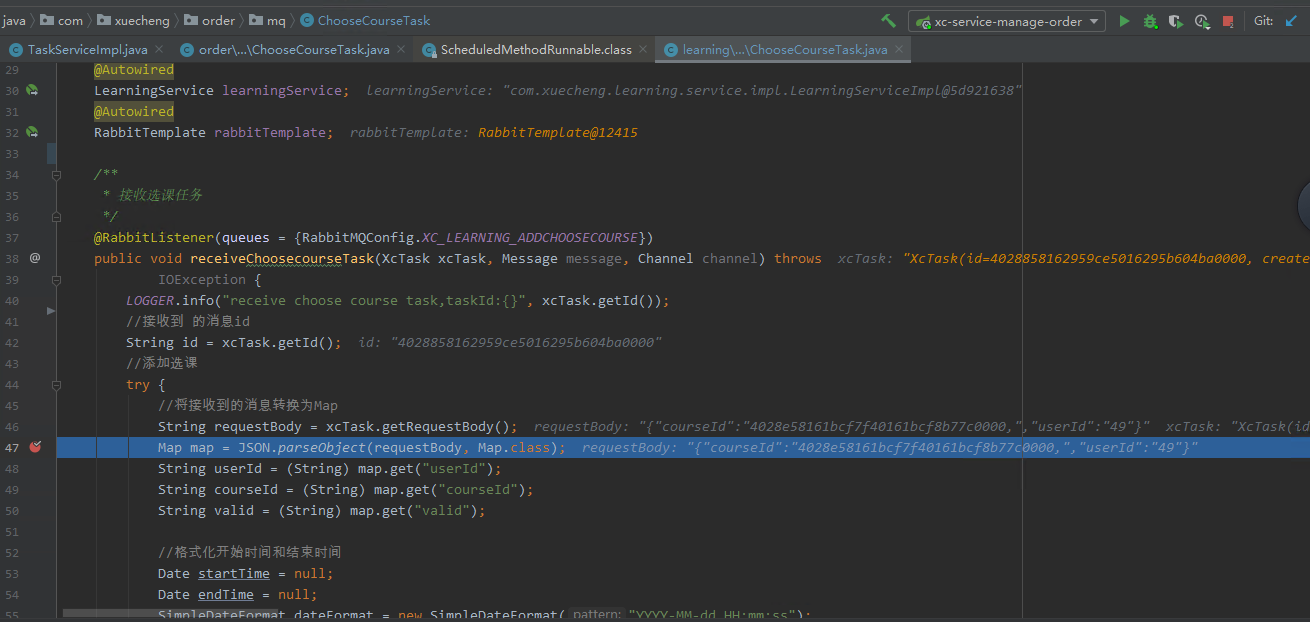 java com xuecheng order mq ChooseCourseTask xc-service-manage-order Git:
TaskServiceImpl.java order\...\ChooseCourseTask.java ScheduledMethodRunnable.class learning\...\ChooseCourseTask.java
29 @Autowired
30 LearningService learningService; learningService: "com.xuecheng.learning.service.impl.LearningServiceImpl@5d921638"
31 @Autowired
32 RabbitTemplate rabbitTemplate; rabbitTemplate: RabbitTemplate@12415
33
34 /**
35 * 接收选课任务
36 */
37 @RabbitListener(queues = {RabbitMQConfig.XC_LEARNING_ADDCHOOSECOURSE})
38 @ public void receiveChoosecourseTask(XcTask xcTask, Message message, Channel channel) throws xcTask: "XcTask(id=4028858162959ce5016295b604ba0000, create
39 IOException {
40 LOGGER.info("receive choose course task,taskId:{}", xcTask.getId());
41 //接收到 的消息id
42 String id = xcTask.getId(); id: "4028858162959ce5016295b604ba0000"
43 //添加选课
44 try {
45 //将接收到的消息转换为Map
46 String requestBody = xcTask.getRequestBody(); requestBody: "{"courseId":"4028e58161bcf7f40161bcf8b77c0000,","userId":"49"}" xcTask: "XcTask(id
47 Map map = JSON.parseObject(requestBody, Map.class); requestBody: "{"courseId":"4028e58161bcf7f40161bcf8b77c0000,","userId":"49"}"
48 String userId = (String) map.get("userId");
49 String courseId = (String) map.get("courseId");
50 String valid = (String) map.get("valid");
51
52 //格式化开始时间和结束时间
53 Date startTime = null;
54 Date endTime = null;
55 SimpleDateFormat dateFormat = new SimpleDateFormat( pattern: "YYYY-MM-dd HH:mm:ss");